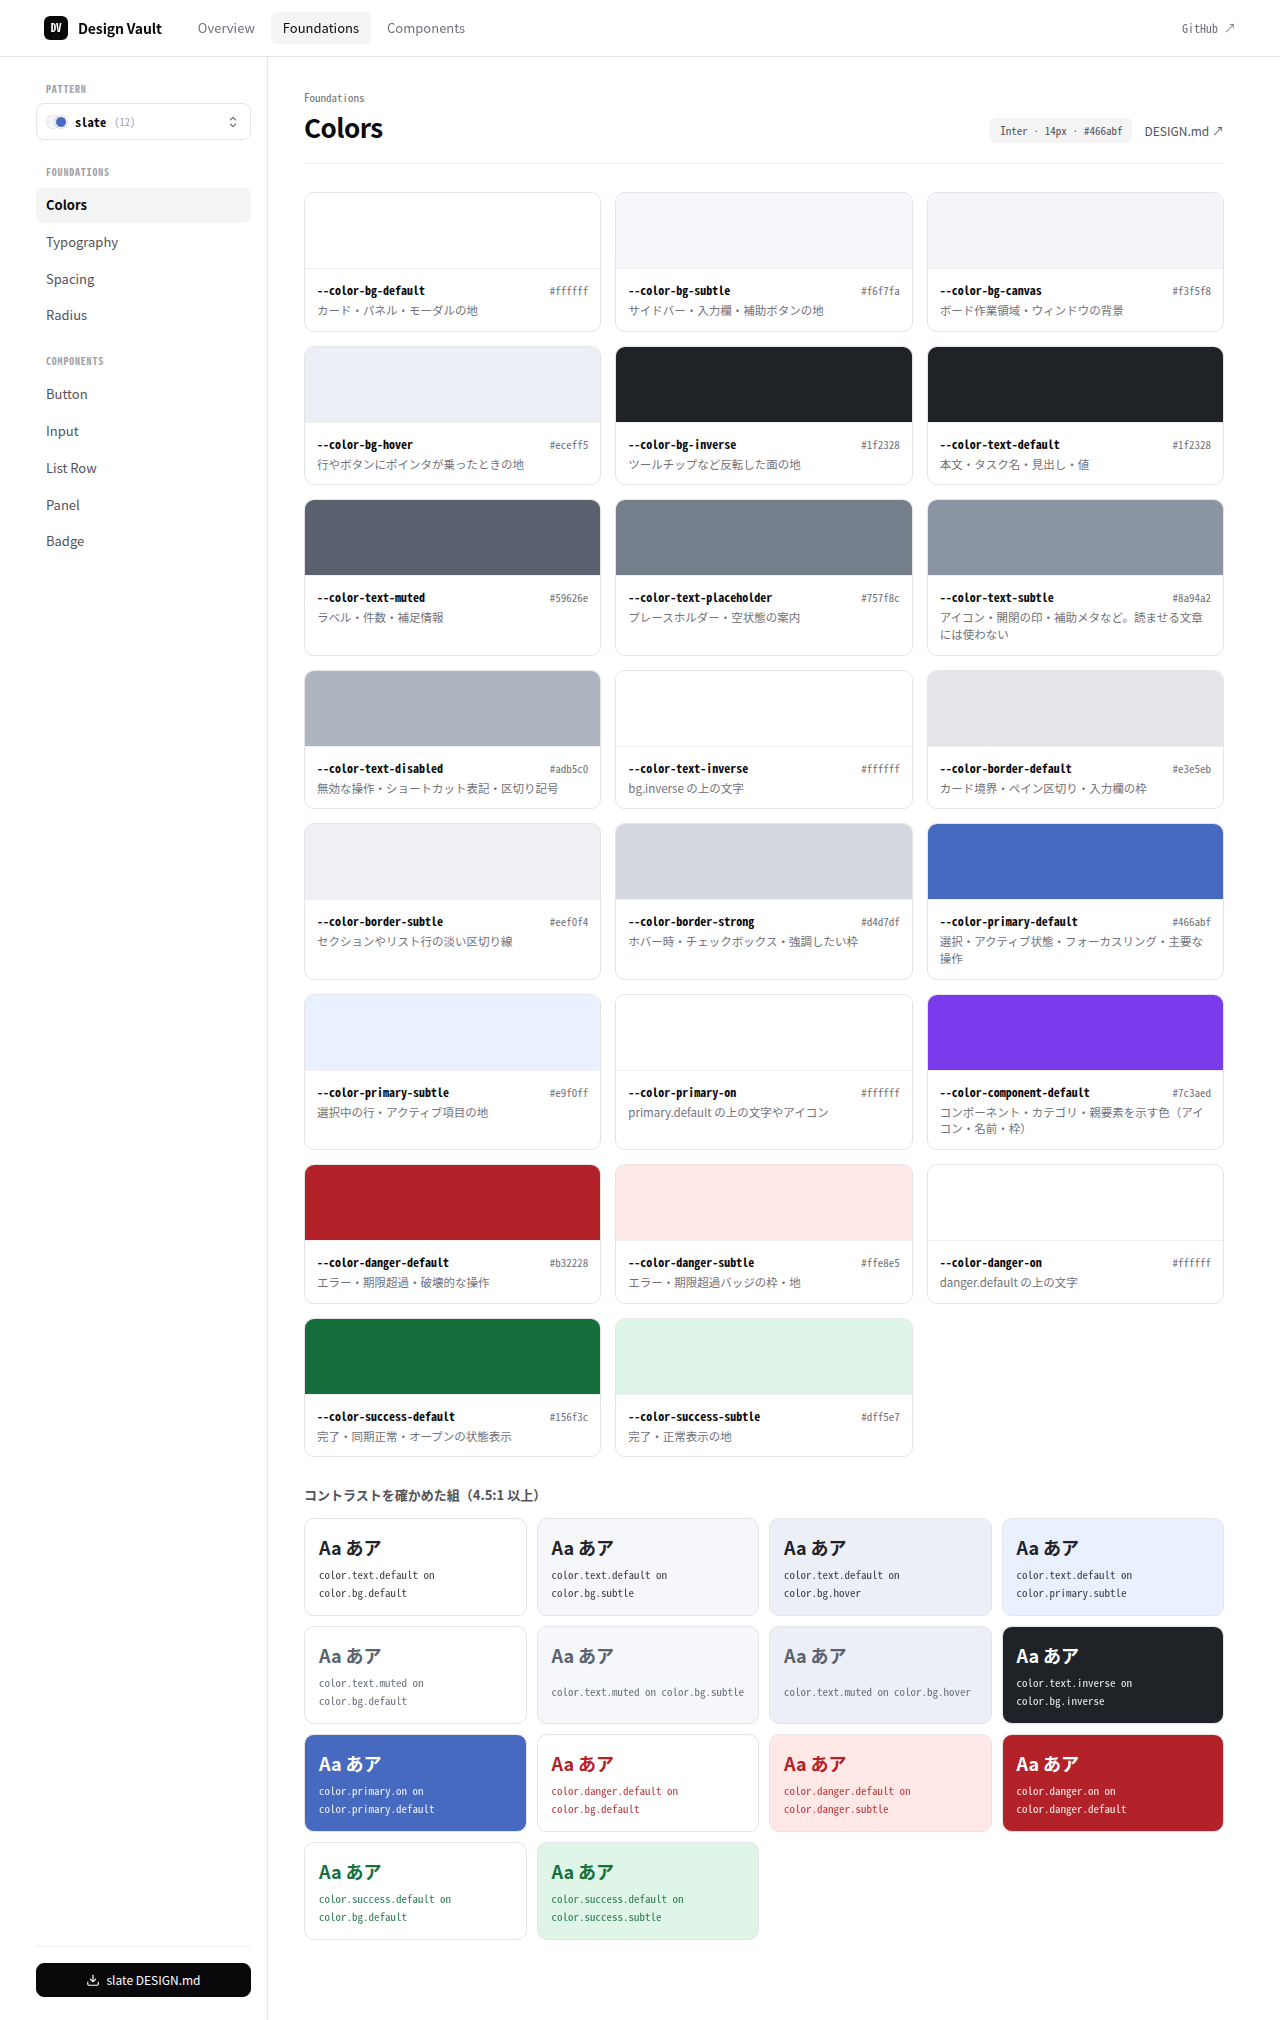 DV Design Vault Overview Foundations Components GitHub ↗
PATTERN
slate (12)
FOUNDATIONS
Colors
Typography
Spacing
Radius
COMPONENTS
Button
Input
List Row
Panel
Badge
slate DESIGN.md
Foundations
Colors
Inter · 14px · #466abf DESIGN.md ↗
--color-bg-default #ffffff
カード・パネル・モーダルの地
--color-bg-subtle #f6f7fa
サイドバー・入力欄・補助ボタンの地
--color-bg-canvas #f3f5f8
ボード作業領域・ウィンドウの背景
--color-bg-hover #eceff5
行やボタンにポインタが乗ったときの地
--color-bg-inverse #1f2328
ツールチップなど反転した面の地
--color-text-default #1f2328
本文・タスク名・見出し・値
--color-text-muted #59626e
ラベル・件数・補足情報
--color-text-placeholder #757f8c
プレースホルダー・空状態の案内
--color-text-subtle #8a94a2
アイコン・開閉の印・補助メタなど。読ませる文章
には使わない
--color-text-disabled #adb5c0
無効な操作・ショートカット表記・区切り記号
--color-text-inverse #ffffff
bg.inverse の上の文字
--color-border-default #e3e5eb
カード境界・ペイン区切り・入力欄の枠
--color-border-subtle #eef0f4
セクションやリスト行の淡い区切り線
--color-border-strong #d4d7df
ホバー時・チェックボックス・強調したい枠
--color-primary-default #466abf
選択・アクティブ状態・フォーカスリング・主要な
操作
--color-primary-subtle #e9f0ff
選択中の行・アクティブ項目の地
--color-primary-on #ffffff
primary.default の上の文字やアイコン
--color-component-default #7c3aed
コンポーネント・カテゴリ・親要素を示す色（アイ
コン・名前・枠）
--color-danger-default #b32228
エラー・期限超過・破壊的な操作
--color-danger-subtle #ffe8e5
エラー・期限超過バッジの枠・地
--color-danger-on #ffffff
danger.default の上の文字
--color-success-default #156f3c
完了・同期正常・オープンの状態表示
--color-success-subtle #dff5e7
完了・正常表示の地
コントラストを確かめた組（4.5:1 以上）
Aa あア
color.text.default on
color.bg.default
Aa あア
color.text.default on
color.bg.subtle
Aa あア
color.text.default on
color.bg.hover
Aa あア
color.text.default on
color.primary.subtle
Aa あア
color.text.muted on
color.bg.default
Aa あア
color.text.muted on color.bg.subtle
Aa あア
color.text.muted on color.bg.hover
Aa あア
color.text.inverse on
color.bg.inverse
Aa あア
color.primary.on on
color.primary.default
Aa あア
color.danger.default on
color.bg.default
Aa あア
color.danger.default on
color.danger.subtle
Aa あア
color.danger.on on
color.danger.default
Aa あア
color.success.default on
color.bg.default
Aa あア
color.success.default on
color.success.subtle